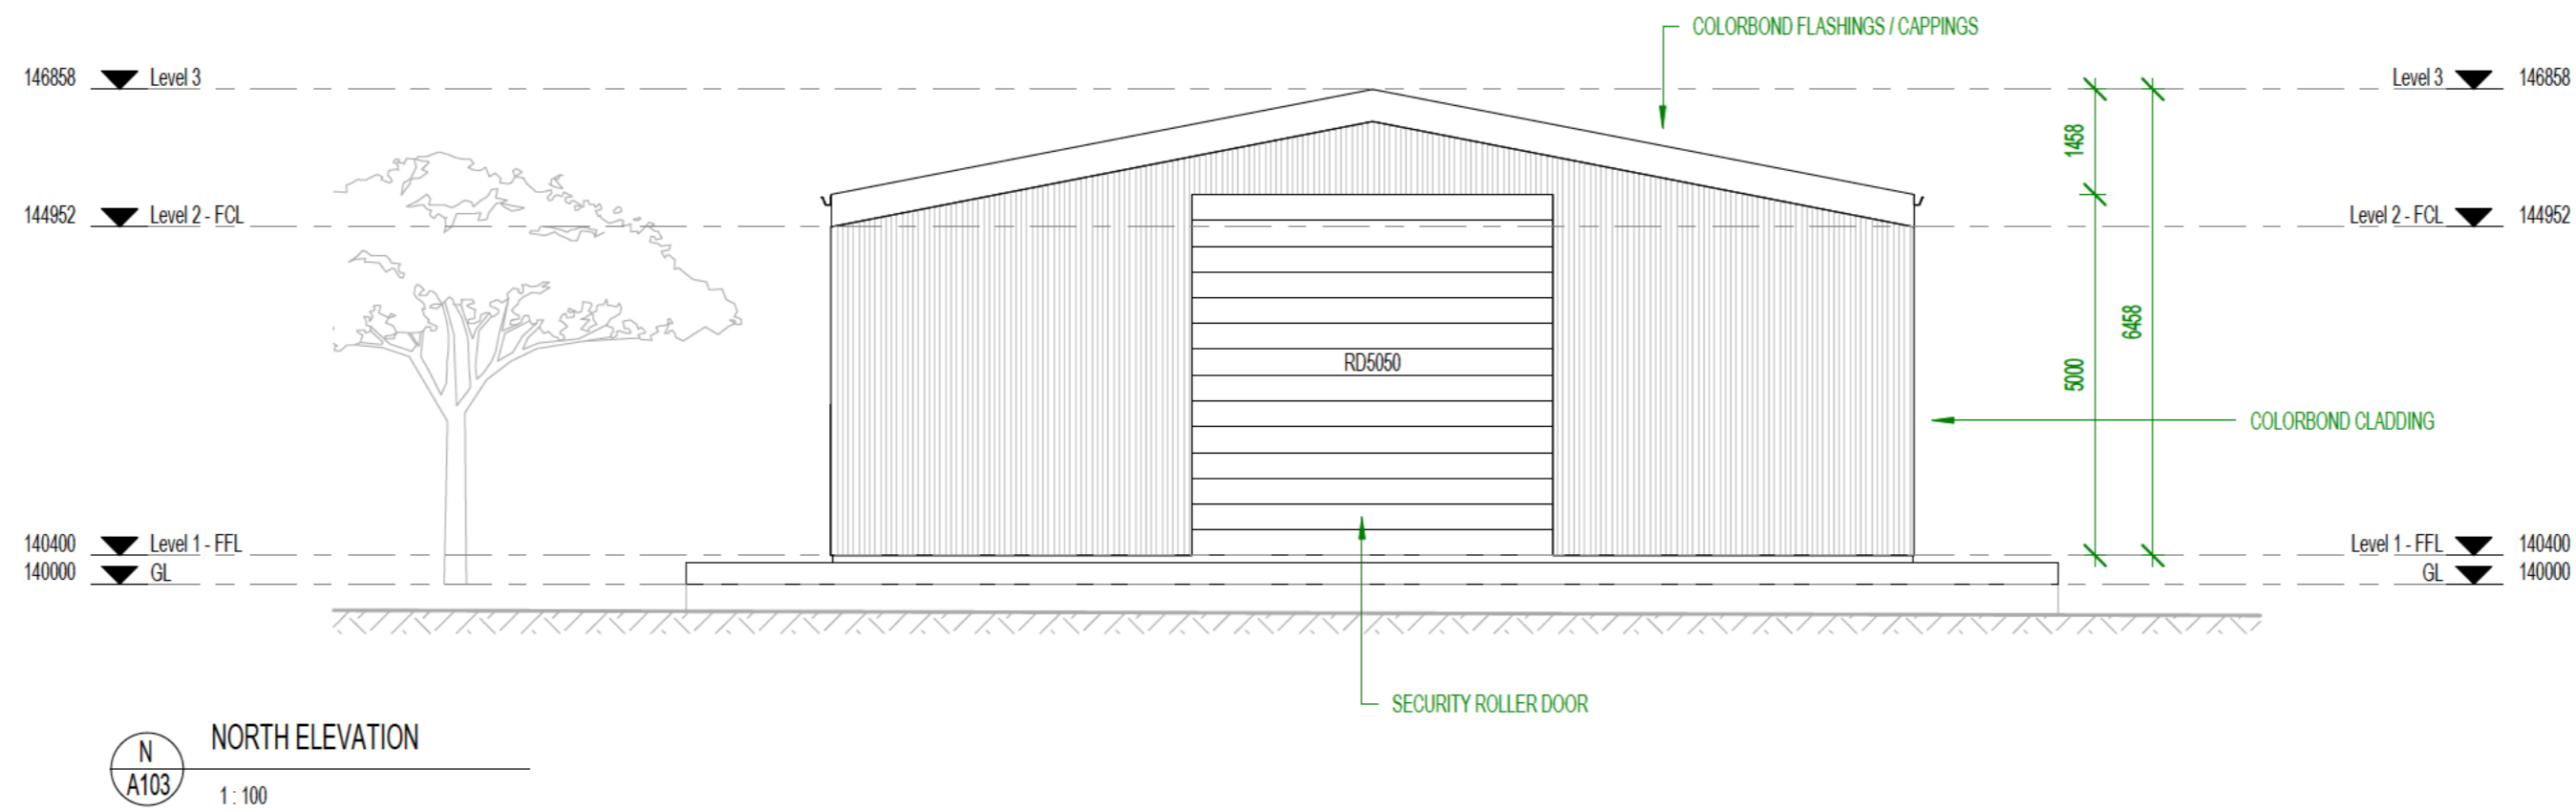 COLORBOND FLASHINGS / CAPPINGS
146858 Level 3
Level 3 146858
1458
144952 Level 2 - FCL
Level 2 - FCL 144952
6458
RD5050
5000
COLORBOND CLADDING
140400 Level 1 - FFL
Level 1 - FFL 140400
140000 GL
GL 140000
SECURITY ROLLER DOOR
N
NORTH ELEVATION
A103
1 : 100